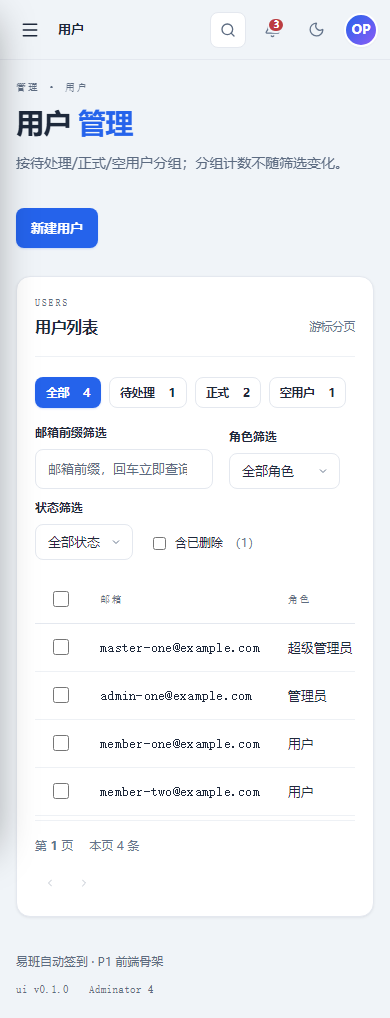 用户
3
OP
管理 • 用户
用户 管理
按待处理/正式/空用户分组；分组计数不随筛选变化。
新建用户
USERS
用户列表
游标分页
全部 4 待处理 1 正式 2 空用户 1
邮箱前缀筛选
角色筛选
邮箱前缀，回车立即查询
全部角色
状态筛选
全部状态
含已删除 (1)
邮箱 角色
master-one@example.com 超级管理员
admin-one@example.com 管理员
member-one@example.com 用户
member-two@example.com 用户
第 1 页 本页 4 条
易班自动签到 · P1 前端骨架
ui v0.1.0 Adminator 4